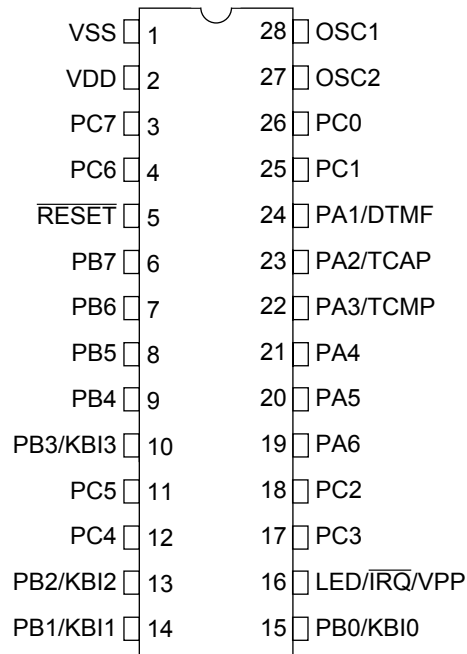 VSS 1 28 OSC1
VDD 2 27 OSC2
PC7 3 26 PC0
PC6 4 25 PC1
RESET 5 24 PA1/DTMF
PB7 6 23 PA2/TCAP
PB6 7 22 PA3/TCMP
PB5 8 21 PA4
PB4 9 20 PA5
PB3/KBI3 10 19 PA6
PC5 11 18 PC2
PC4 12 17 PC3
PB2/KBI2 13 16 LED/IRQ/VPP
PB1/KBI1 14 15 PB0/KBI0